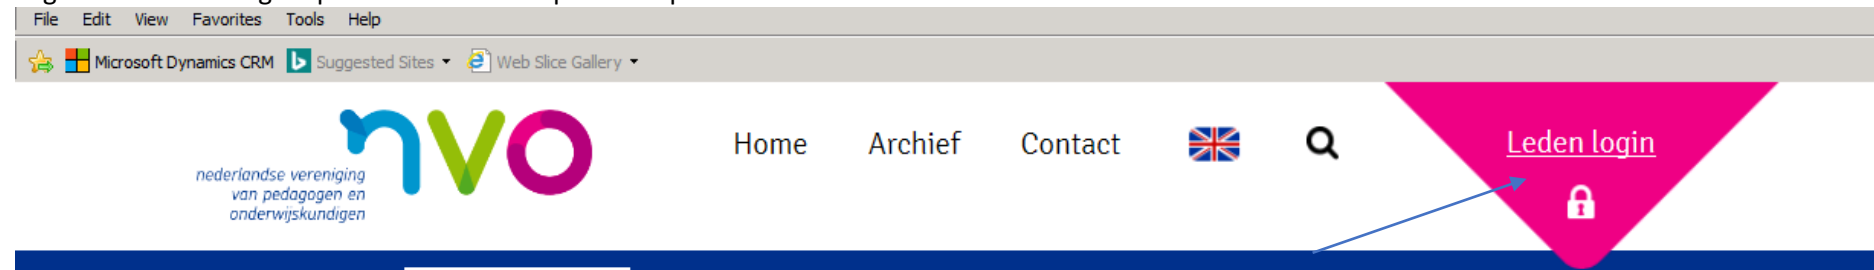 File Edit View Favorites Tools Help
Microsoft Dynamics CRM Suggested Sites Web Slice Gallery
nvo
nederlandse vereniging
van pedagogen en
onderwijskundigen
Home Archief Contact
Leden login